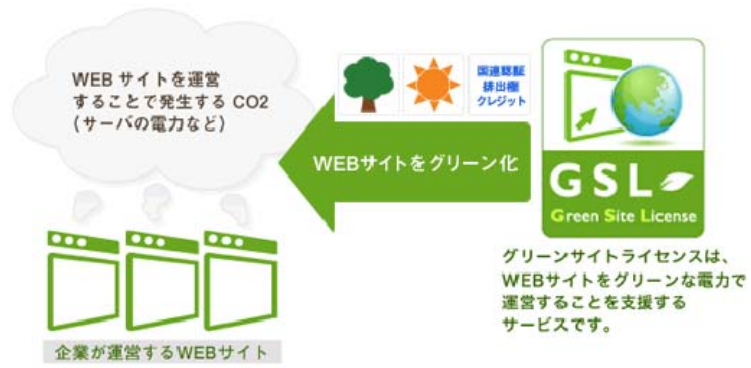 WEB サイトを運営
することで発生する CO2
(サーバの電力など)
国連認証
排出権
クレジット
WEBサイトをグリーン化
GSL
Green Site License
グリーンサイトライセンスは、
WEBサイトをグリーンな電力で
運営することを支援する
サービスです。
企業が運営するWEBサイト